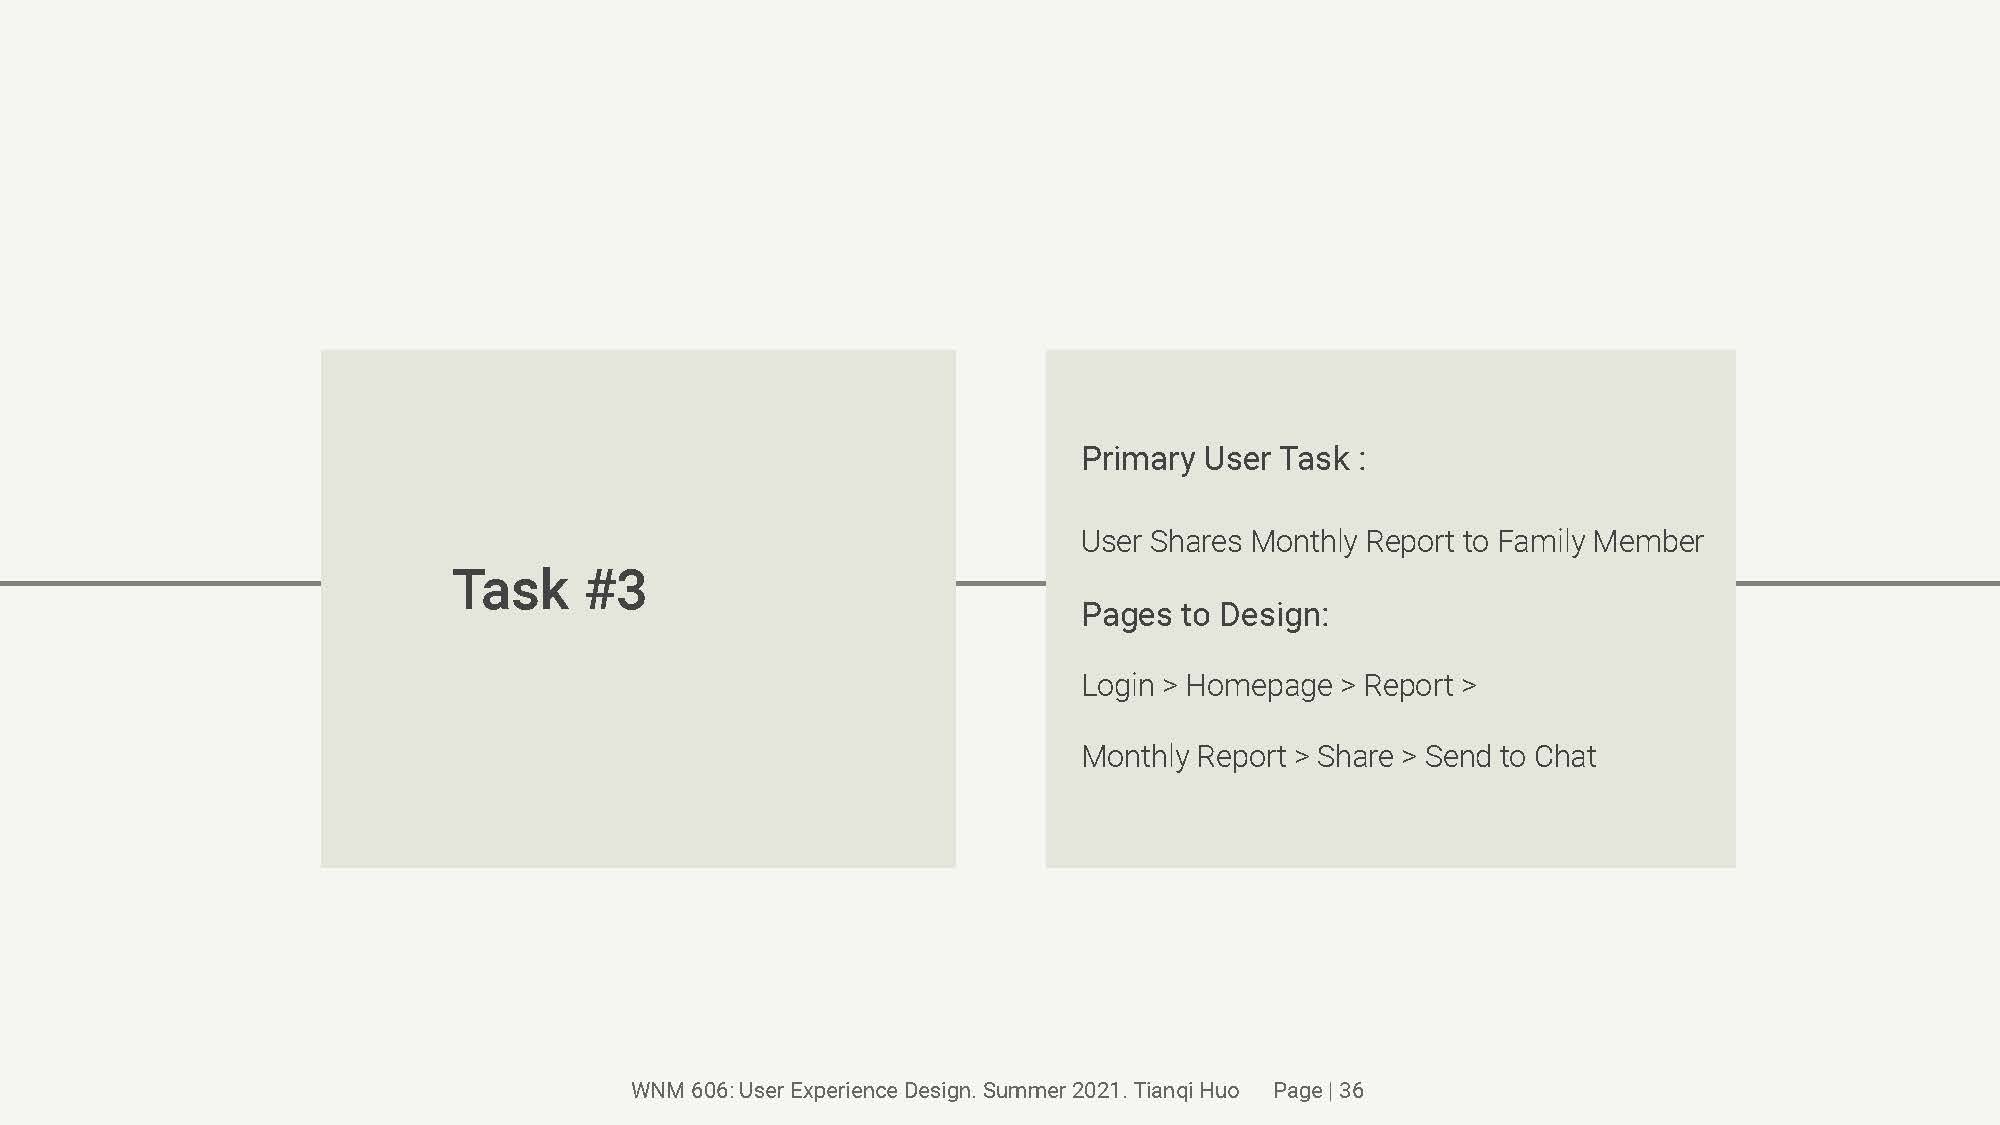 Task #3
Primary User Task :
User Shares Monthly Report to Family Member
Pages to Design:
Login > Homepage > Report >
Monthly Report > Share > Send to Chat
WNM 606: User Experience Design. Summer 2021. Tianqi Huo Page | 36